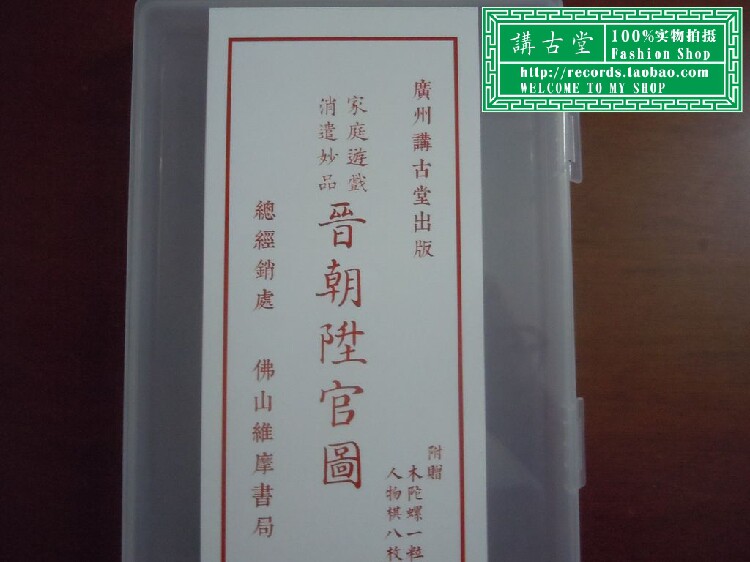 講古堂
100%实物拍摄
Fashion Shop
http://records.taobao.com
WELCOME TO MY SHOP
廣州講古堂出版
家庭遊戲
消遣妙品
晉朝陞官圖
附贈
木陀螺一粒
人物棋八枚
總經銷處 佛山維摩書局